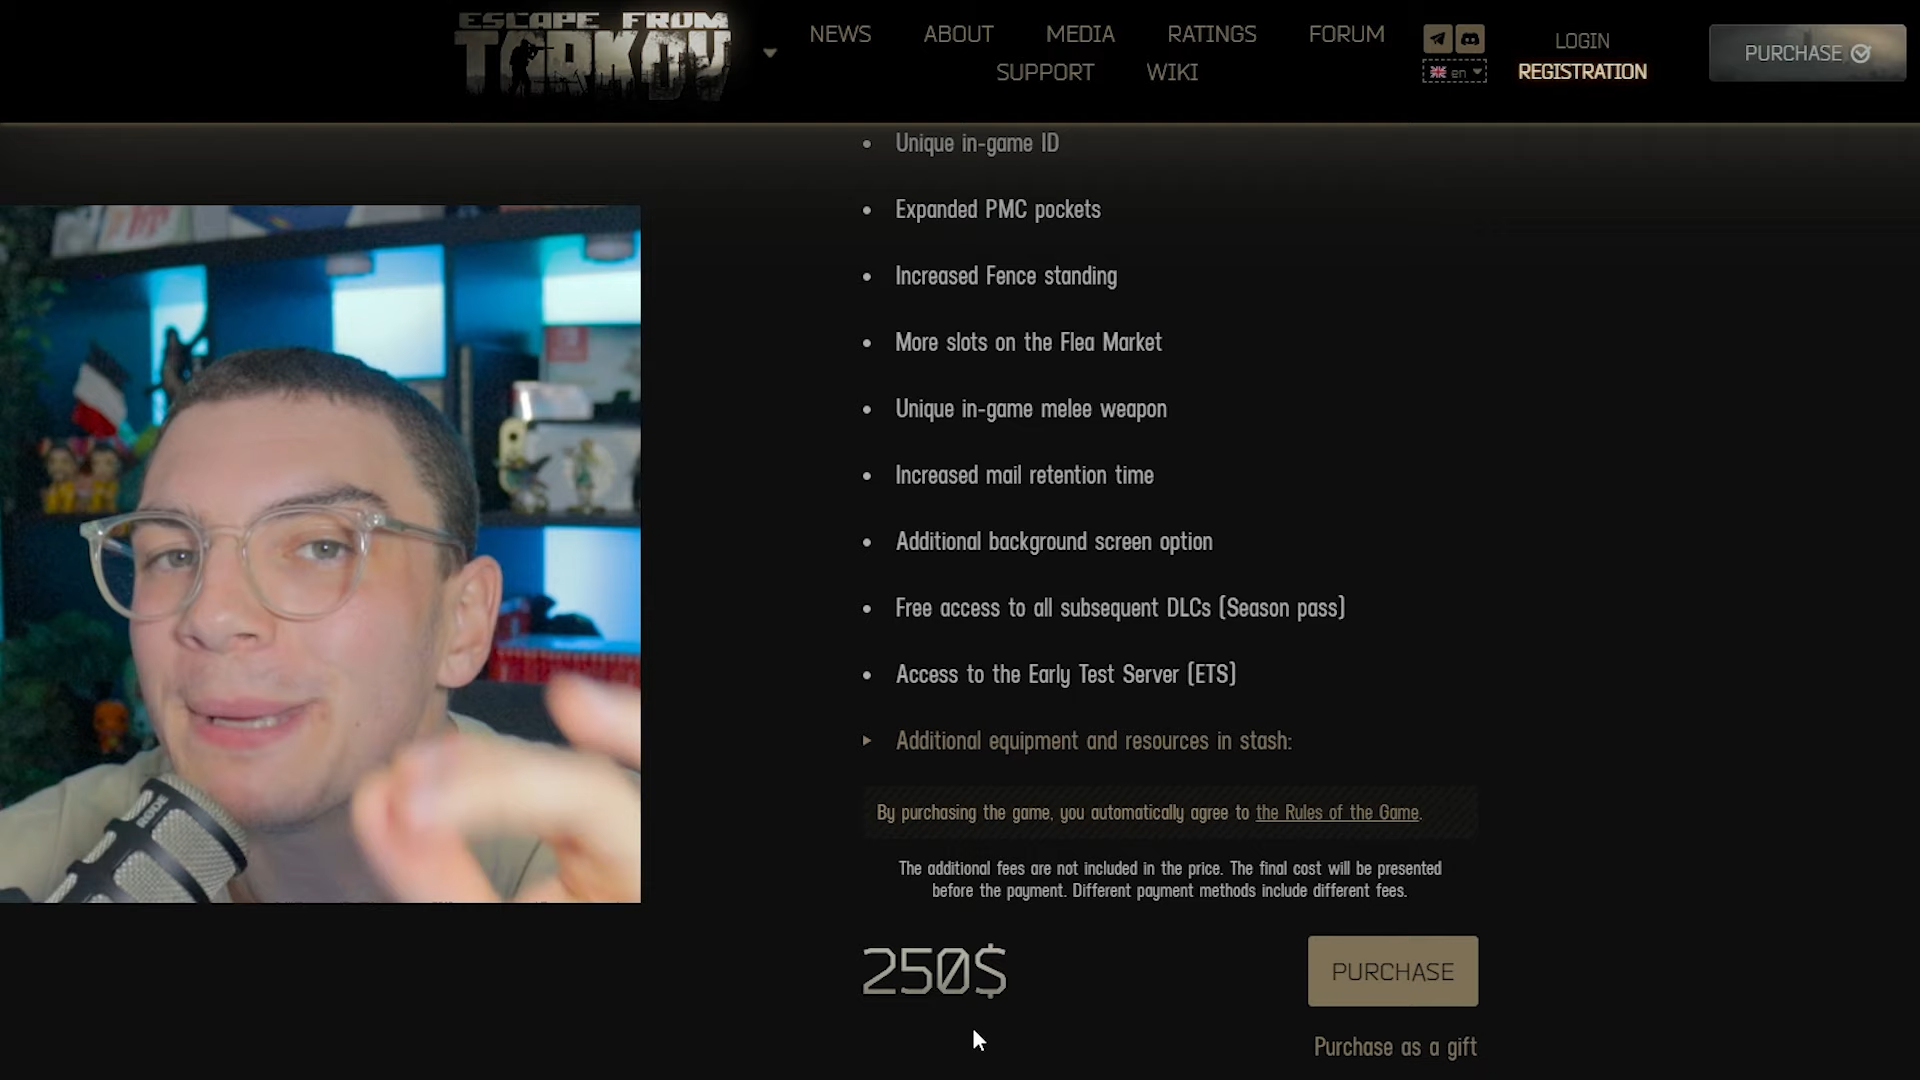 ESCAPE FROM
TARKOV
NEWS
ABOUT
MEDIA
RATINGS
FORUM
SUPPORT
WIKI
en
LOGIN
REGISTRATION
PURCHASE
Unique in-game ID
Expanded PMC pockets
Increased Fence standing
More slots on the Flea Market
Unique in-game melee weapon
Increased mail retention time
Additional background screen option
Free access to all subsequent DLCs (Season pass)
Access to the Early Test Server (ETS)
Additional equipment and resources in stash:
By purchasing the game, you automatically agree to the Rules of the Game.
The additional fees are not included in the price. The final cost will be presented
before the payment. Different payment methods include different fees.
250$
PURCHASE
Purchase as a gift
RODE